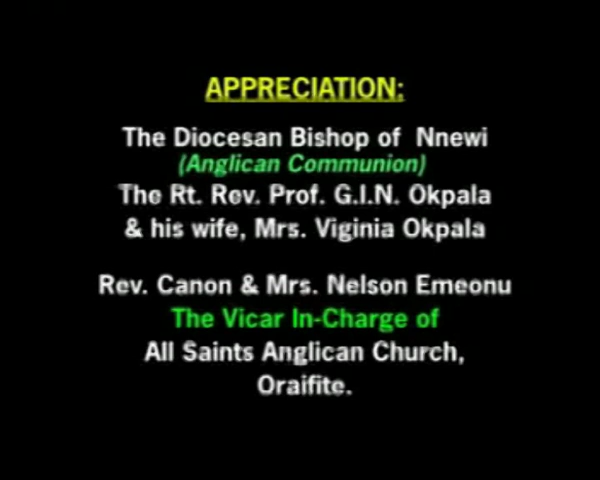 APPRECIATION:
The Diocesan Bishop of Nnewi
(Anglican Communion)
The Rt. Rev. Prof. G.I.N. Okpala
& his wife, Mrs. Viginia Okpala
Rev. Canon & Mrs. Nelson Emeonu
The Vicar In-Charge of
All Saints Anglican Church,
Oraifite.